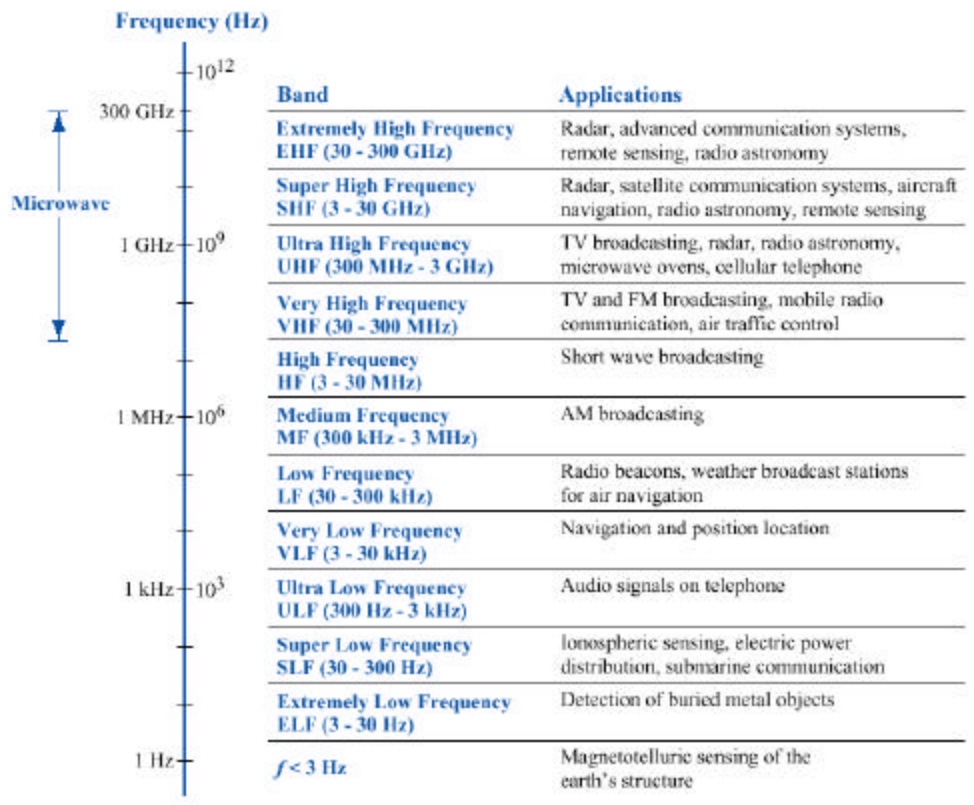 Frequency (Hz)
10¹²
300 GHz
Microwave
1 GHz 10⁹
1 MHz 10⁶
1 kHz 10³
1 Hz
Band Applications
Extremely High Frequency
EHF (30 - 300 GHz)
Radar, advanced communication systems,
remote sensing, radio astronomy
Super High Frequency
SHF (3 - 30 GHz)
Radar, satellite communication systems, aircraft
navigation, radio astronomy, remote sensing
Ultra High Frequency
UHF (300 MHz - 3 GHz)
TV broadcasting, radar, radio astronomy,
microwave ovens, cellular telephone
Very High Frequency
VHF (30 - 300 MHz)
TV and FM broadcasting, mobile radio
communication, air traffic control
High Frequency
HF (3 - 30 MHz)
Short wave broadcasting
Medium Frequency
MF (300 kHz - 3 MHz)
AM broadcasting
Low Frequency
LF (30 - 300 kHz)
Radio beacons, weather broadcast stations
for air navigation
Very Low Frequency
VLF (3 - 30 kHz)
Navigation and position location
Ultra Low Frequency
ULF (300 Hz - 3 kHz)
Audio signals on telephone
Super Low Frequency
SLF (30 - 300 Hz)
Ionospheric sensing, electric power
distribution, submarine communication
Extremely Low Frequency
ELF (3 - 30 Hz)
Detection of buried metal objects
f < 3 Hz
Magnetotelluric sensing of the
earth's structure